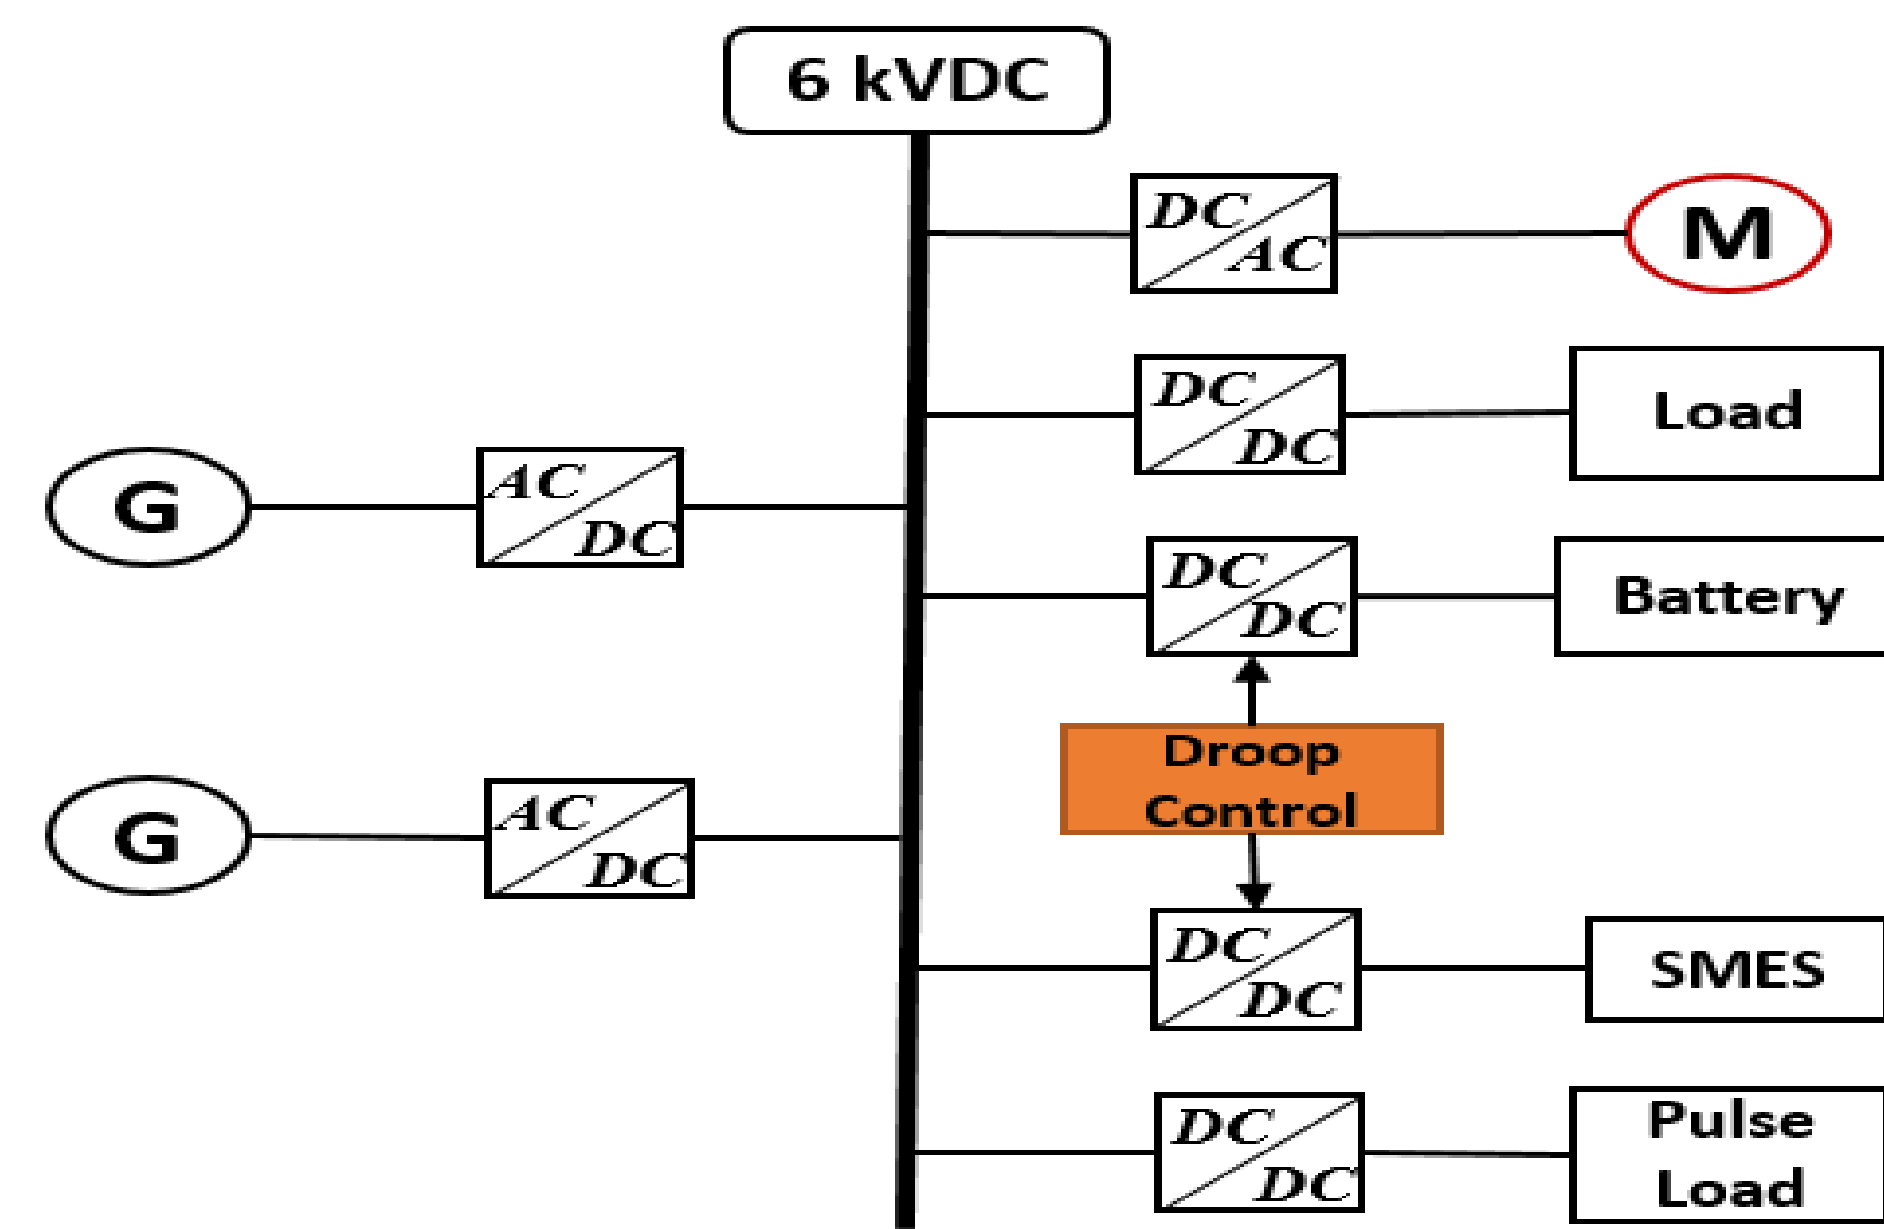 6 kVDC
DC
AC
M
DC
DC
Load
G
AC
DC
DC
DC
Battery
Droop
Control
G
AC
DC
DC
DC
SMES
DC
DC
Pulse
Load